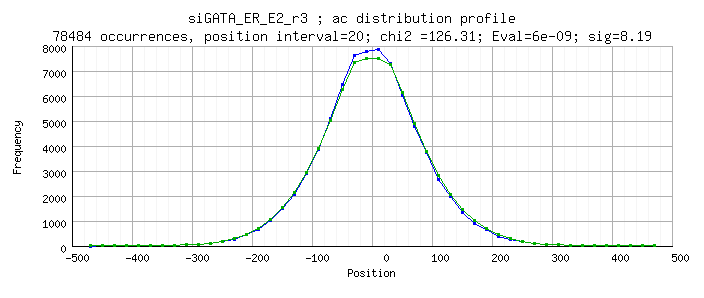 siGATA_ER_E2_r3 ; ac distribution profile
78484 occurrences, position interval=20; chi2 =126.31; Eval=6e-09; sig=8.19
8000
7000
6000
5000
4000
3000
2000
1000
0
Frequency
-500 -400 -300 -200 -100 0 100 200 300 400 500
Position